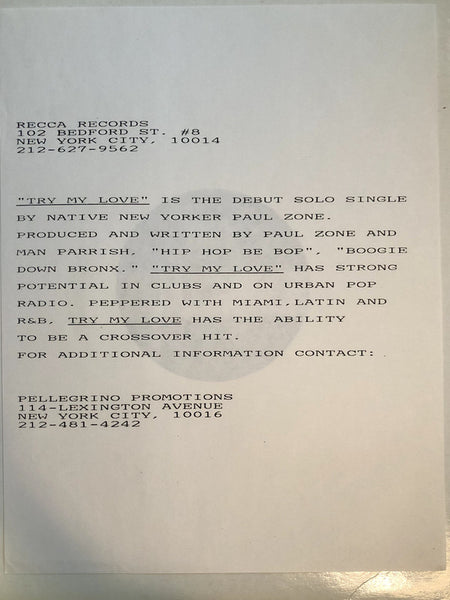 RECCA RECORDS
102 BEDFORD ST. #8
NEW YORK CITY, 10014
212-627-9562
"TRY MY LOVE" IS THE DEBUT SOLO SINGLE
BY NATIVE NEW YORKER PAUL ZONE.
PRODUCED AND WRITTEN BY PAUL ZONE AND
MAN PARRISH, "HIP HOP BE BOP", "BOOGIE
DOWN BRONX." "TRY MY LOVE" HAS STRONG
POTENTIAL IN CLUBS AND ON URBAN POP
RADIO. PEPPERED WITH MIAMI, LATIN AND
R&B, TRY MY LOVE HAS THE ABILITY
TO BE A CROSSOVER HIT.
FOR ADDITIONAL INFORMATION CONTACT:
PELLEGRINO PROMOTIONS
114-LEXINGTON AVENUE
NEW YORK CITY, 10016
212-481-4242